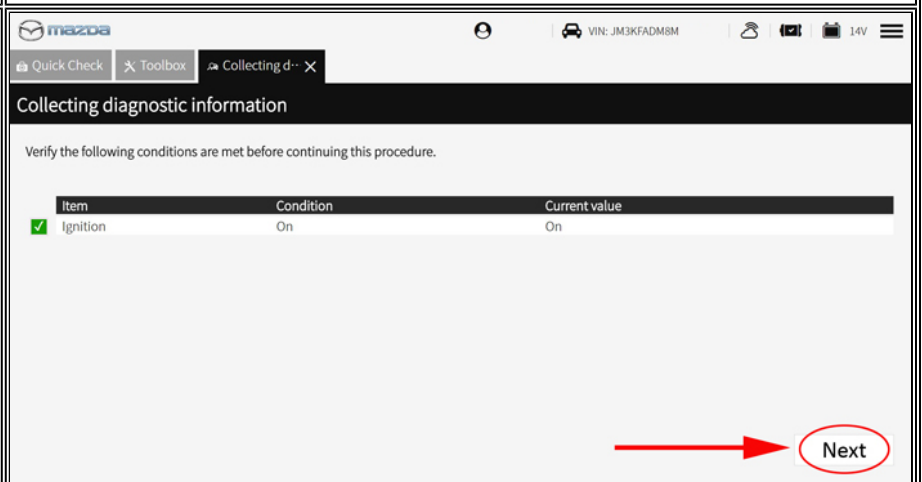 mazda
VIN: JM3KFADM8M
14V
Quick Check
Toolbox
Collecting d··
Collecting diagnostic information
Verify the following conditions are met before continuing this procedure.
Item Condition Current value
Ignition On On
Next